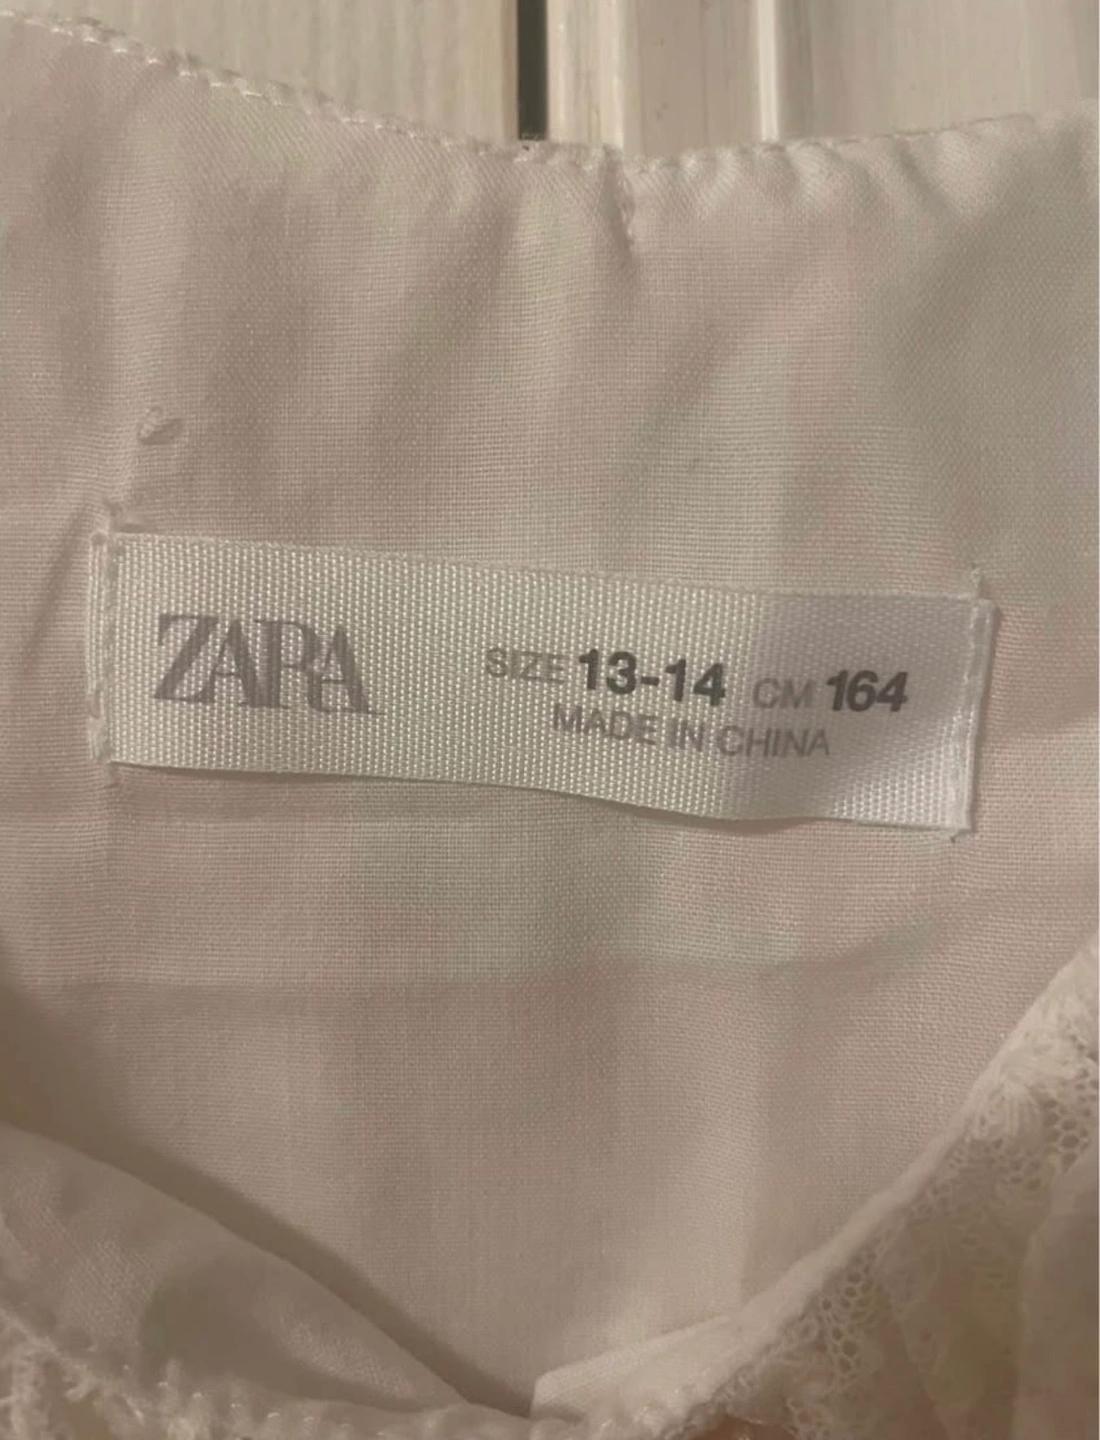 ZARA SIZE 13-14 CM 164
MADE IN CHINA